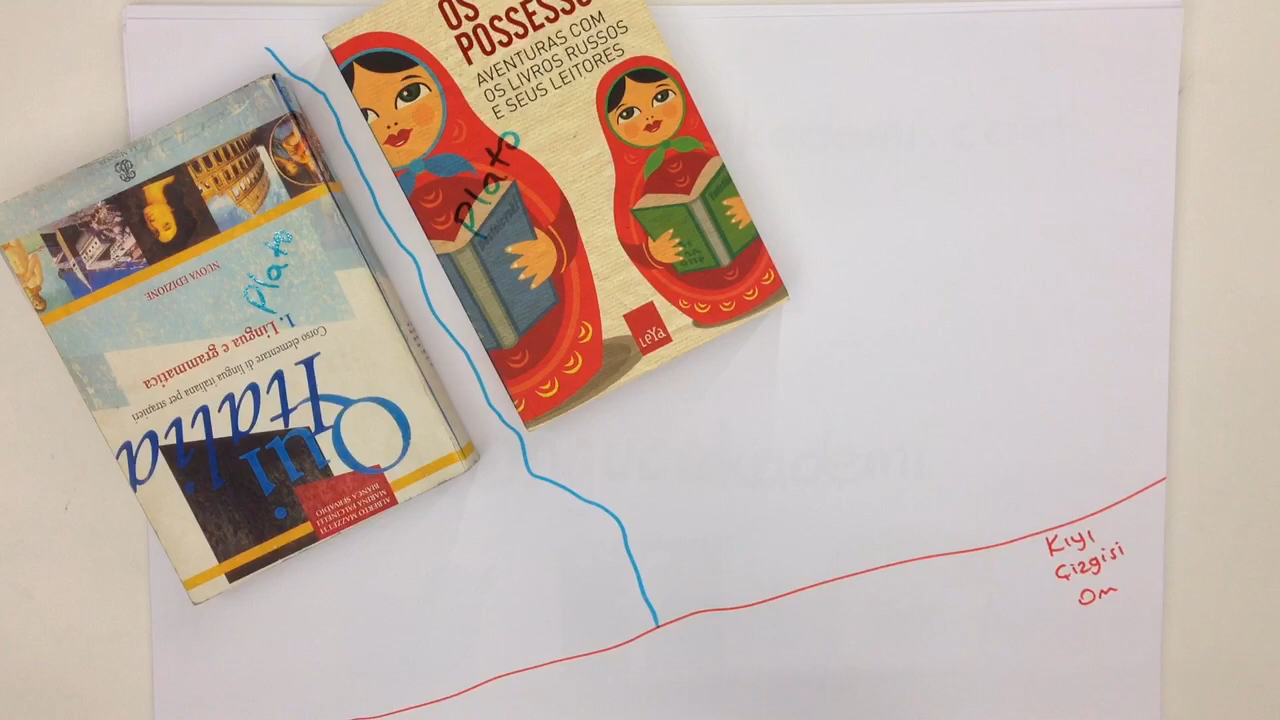 OS
POSSESSOS
AVENTURAS COM
OS LIVROS RUSSOS
E SEUS LEITORES
Plato
LeYa
Plato
Qui
Italia
Corso elementare di lingua italiana per stranieri
1. Lingua e grammatica
NUOVA EDIZIONE
ALBERTO MAZZETTI
MARINA FALCINELLI
BIANCA SERVADIO
Kıyı
Çizgisi
0m